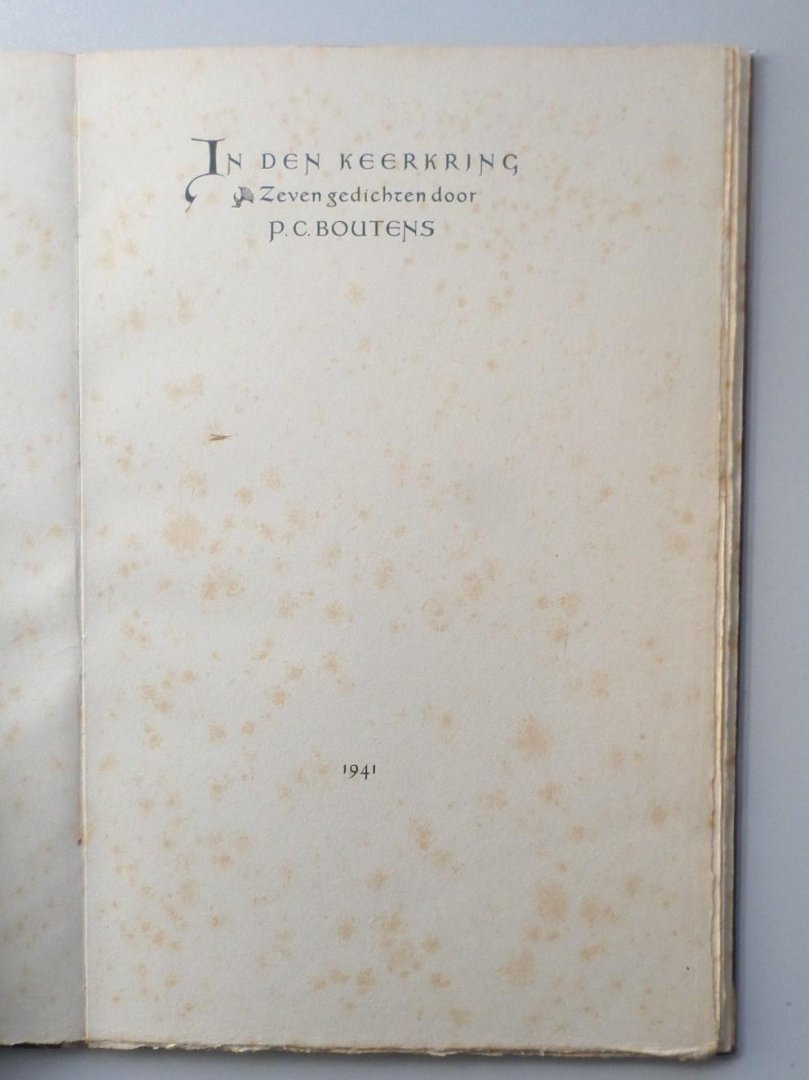 IN DEN KEERKRING
Zeven gedichten door
P. C. BOUTENS
1941